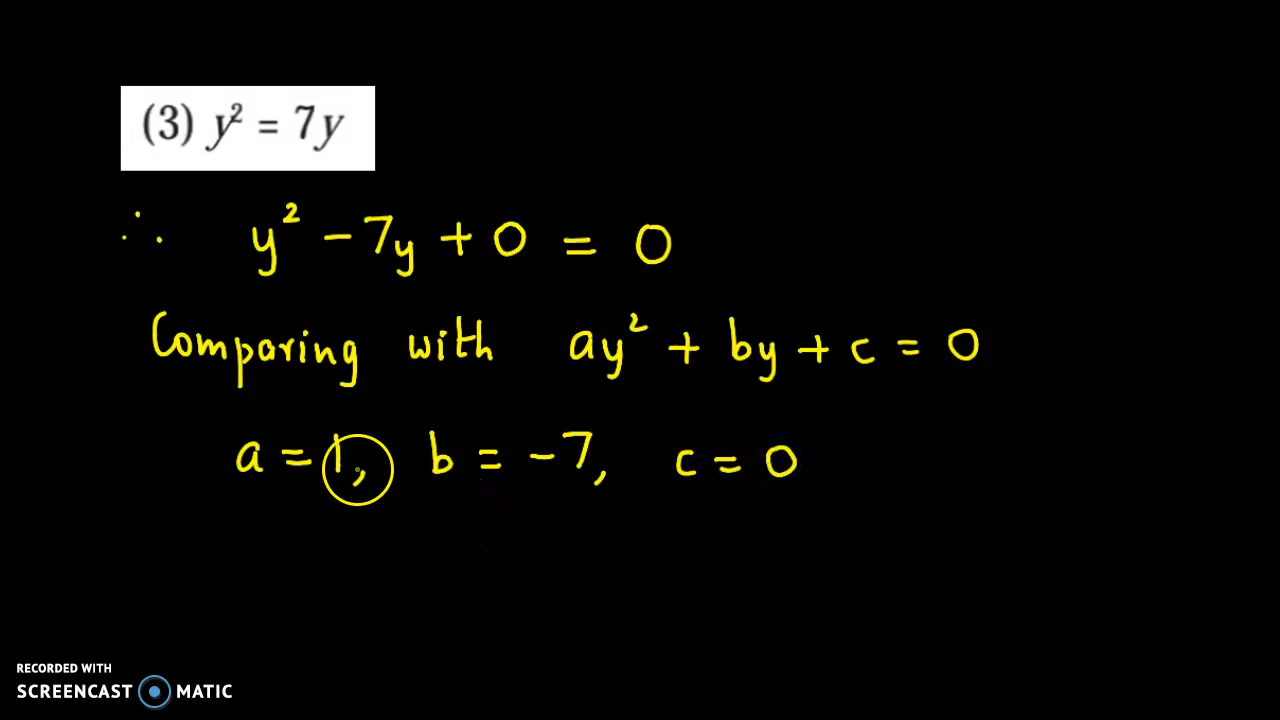 (3) y² = 7y
∴ y² - 7y + 0 = 0
Comparing with ay² + by + c = 0
a = 1, b = -7, c = 0
RECORDED WITH
SCREENCAST MATIC